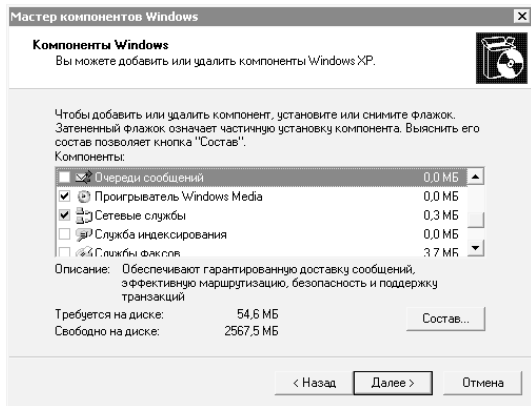 Мастер компонентов Windows
Компоненты Windows
Вы можете добавить или удалить компоненты Windows XP.
Чтобы добавить или удалить компонент, установите или снимите флажок.
Затененный флажок означает частичную установку компонента. Выяснить его
состав позволяет кнопка "Состав".
Компоненты:
Очереди сообщений 0,0 МБ
Проигрыватель Windows Media 0,0 МБ
Сетевые службы 0,3 МБ
Служба индексирования 0,0 МБ
Службы факсов 3,7 МБ
Описание: Обеспечивают гарантированную доставку сообщений,
эффективную маршрутизацию, безопасность и поддержку
транзакций
Требуется на диске: 54,6 МБ
Состав...
Свободно на диске: 2567,5 МБ
< Назад Далее > Отмена